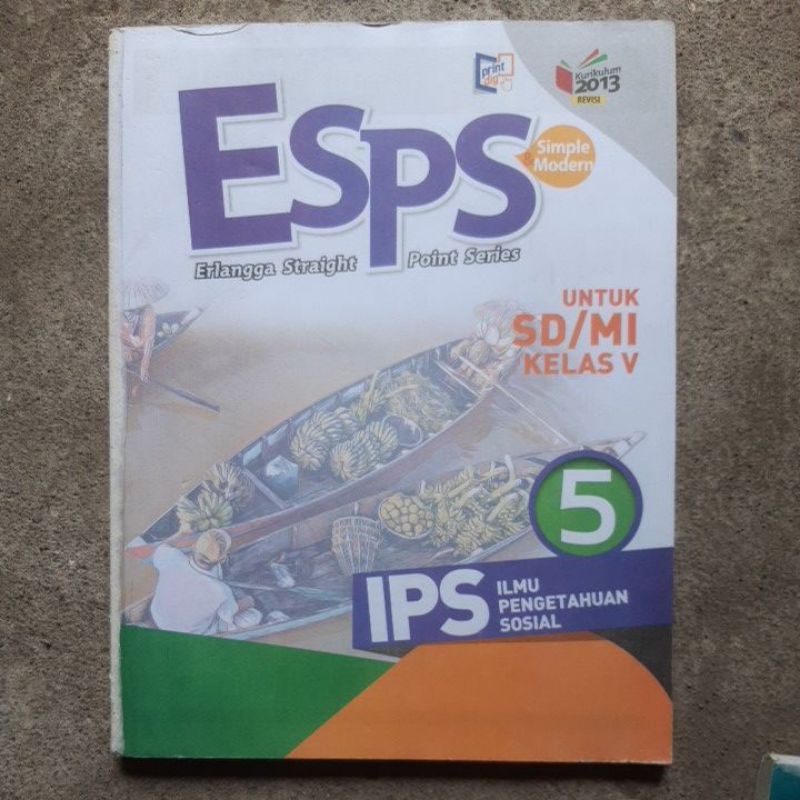 print
dig
Kurikulum
2013
REVISI
ESPS
Simple
& Modern
Erlangga Straight Point Series
UNTUK
SD/MI
KELAS V
5
IPS
ILMU
PENGETAHUAN
SOSIAL